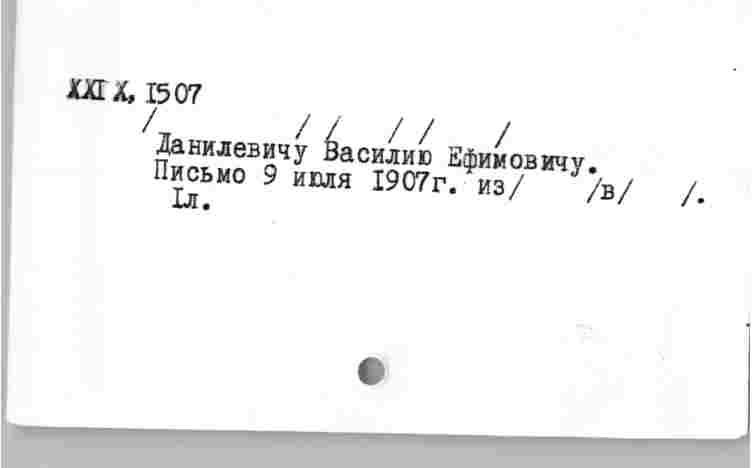 XXIX, I507
/ / / / / /
Данилевичу Василию Ефимовичу.
Письмо 9 июля I907г. из/ /в/ /.
Iл.